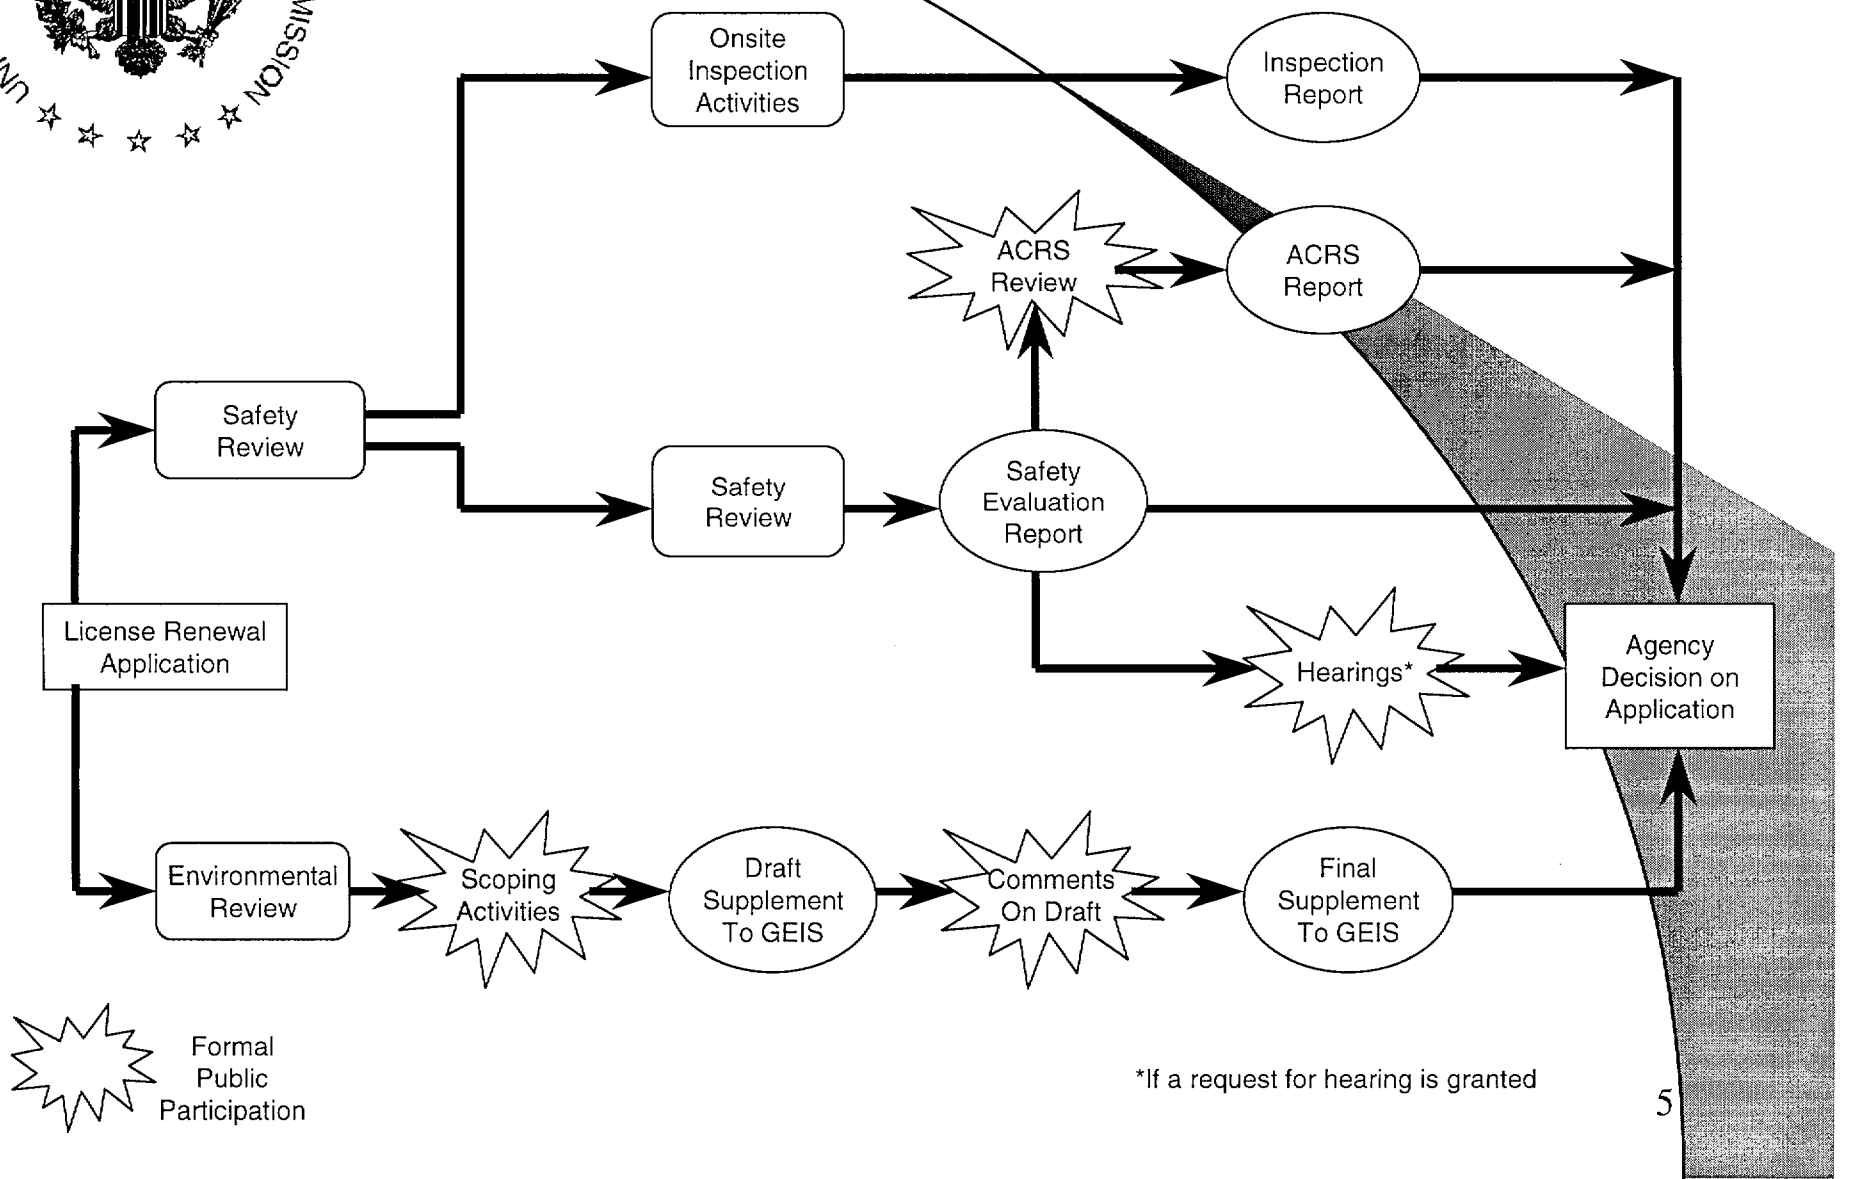 UNI
MISSION
Onsite
Inspection
Activities
Inspection
Report
ACRS
Review
ACRS
Report
Safety
Review
Safety
Review
Safety
Evaluation
Report
License Renewal
Application
Hearings*
Agency
Decision on
Application
Environmental
Review
Scoping
Activities
Draft
Supplement
To GEIS
Comments
On Draft
Final
Supplement
To GEIS
Formal
Public
Participation
*If a request for hearing is granted
5